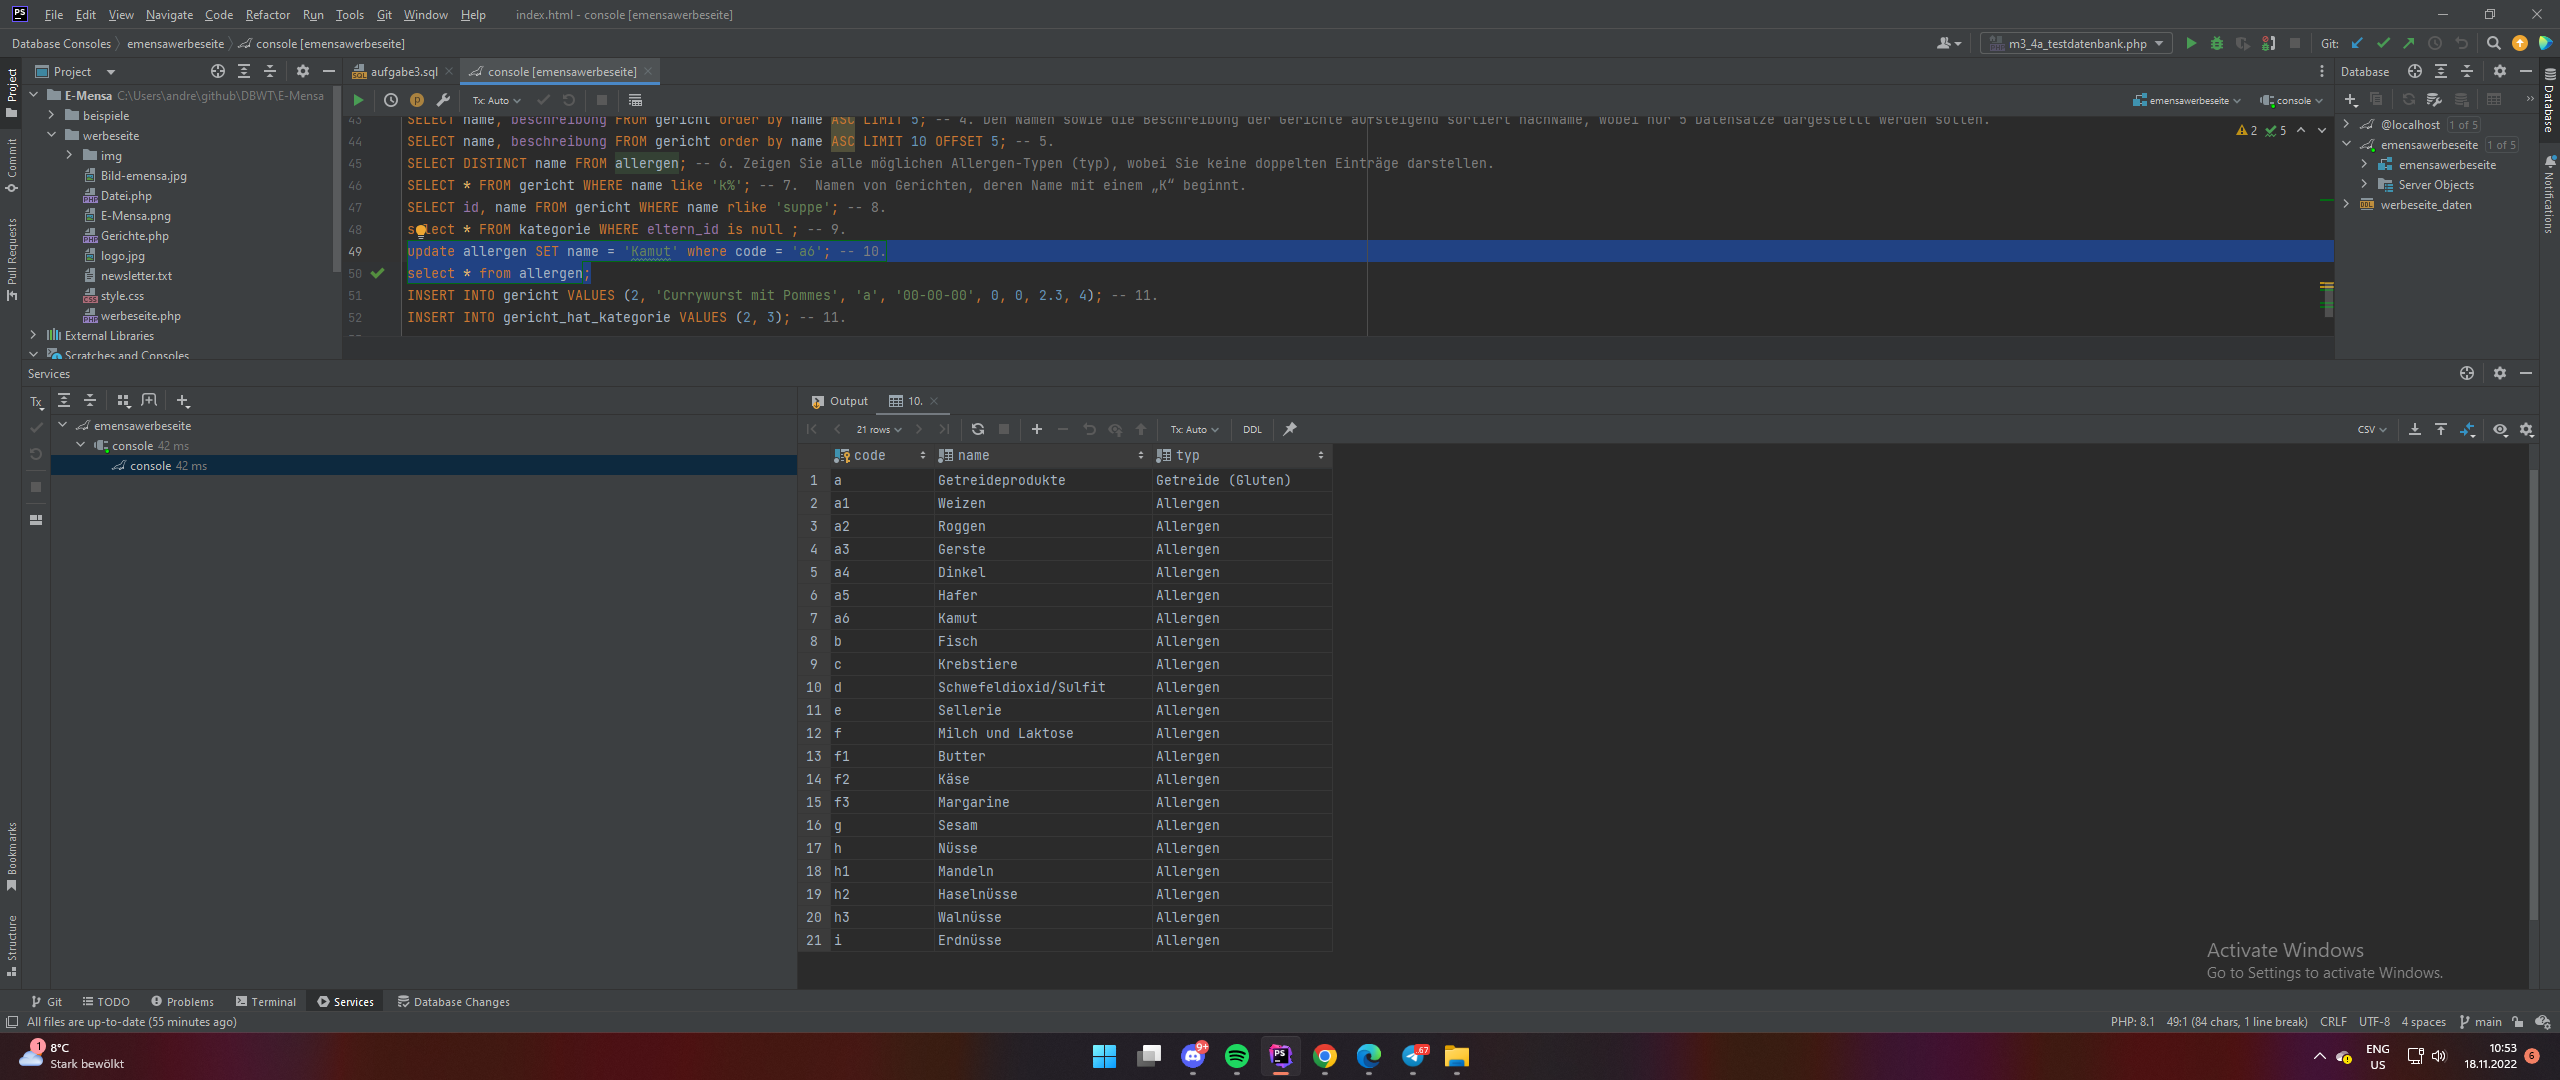 PS File Edit View Navigate Code Refactor Run Tools Git Window Help index.html - console [emensawerbeseite]
Database Consoles emensawerbeseite console [emensawerbeseite] m3_4a_testdatenbank.php Git:
Project
Project
Commit
Pull Requests
Bookmarks
Structure
E-Mensa C:\Users\andre\github\DBWT\E-Mensa
beispiele
werbeseite
img
Bild-emensa.jpg
Datei.php
E-Mensa.png
Gerichte.php
logo.jpg
newsletter.txt
style.css
werbeseite.php
External Libraries
Scratches and Consoles
aufgabe3.sql console [emensawerbeseite]
Tx: Auto emensawerbeseite console
43 SELECT name, beschreibung FROM gericht order by name ASC LIMIT 5; -- 4. Den Namen sowie die Beschreibung der Gerichte aufsteigend sortiert nachName, wobei nur 5 Datensätze dargestellt werden sollen.
44 SELECT name, beschreibung FROM gericht order by name ASC LIMIT 10 OFFSET 5; -- 5.
45 SELECT DISTINCT name FROM allergen; -- 6. Zeigen Sie alle möglichen Allergen-Typen (typ), wobei Sie keine doppelten Einträge darstellen.
46 SELECT * FROM gericht WHERE name like 'k%'; -- 7.  Namen von Gerichten, deren Name mit einem „K“ beginnt.
47 SELECT id, name FROM gericht WHERE name rlike 'suppe'; -- 8.
48 select * FROM kategorie WHERE eltern_id is null ; -- 9.
49 update allergen SET name = 'Kamut' where code = 'a6'; -- 10.
50 select * from allergen;
51 INSERT INTO gericht VALUES (2, 'Currywurst mit Pommes', 'a', '00-00-00', 0, 0, 2.3, 4); -- 11.
52 INSERT INTO gericht_hat_kategorie VALUES (2, 3); -- 11.
2 5
Database
@localhost 1 of 5
emensawerbeseite 1 of 5
emensawerbeseite
Server Objects
werbeseite_daten
Database
Notifications
Services
Tx
emensawerbeseite
console 42 ms
console 42 ms
Output 10.
21 rows Tx: Auto DDL CSV
code name typ
1 a Getreideprodukte Getreide (Gluten)
2 a1 Weizen Allergen
3 a2 Roggen Allergen
4 a3 Gerste Allergen
5 a4 Dinkel Allergen
6 a5 Hafer Allergen
7 a6 Kamut Allergen
8 b Fisch Allergen
9 c Krebstiere Allergen
10 d Schwefeldioxid/Sulfit Allergen
11 e Sellerie Allergen
12 f Milch und Laktose Allergen
13 f1 Butter Allergen
14 f2 Käse Allergen
15 f3 Margarine Allergen
16 g Sesam Allergen
17 h Nüsse Allergen
18 h1 Mandeln Allergen
19 h2 Haselnüsse Allergen
20 h3 Walnüsse Allergen
21 i Erdnüsse Allergen
Activate Windows
Go to Settings to activate Windows.
Git TODO Problems Terminal Services Database Changes
All files are up-to-date (55 minutes ago) PHP: 8.1 49:1 (84 chars, 1 line break) CRLF UTF-8 4 spaces main
1 8°C
Stark bewölkt
9+ PS 67
ENG
US
10:53
18.11.2022
6